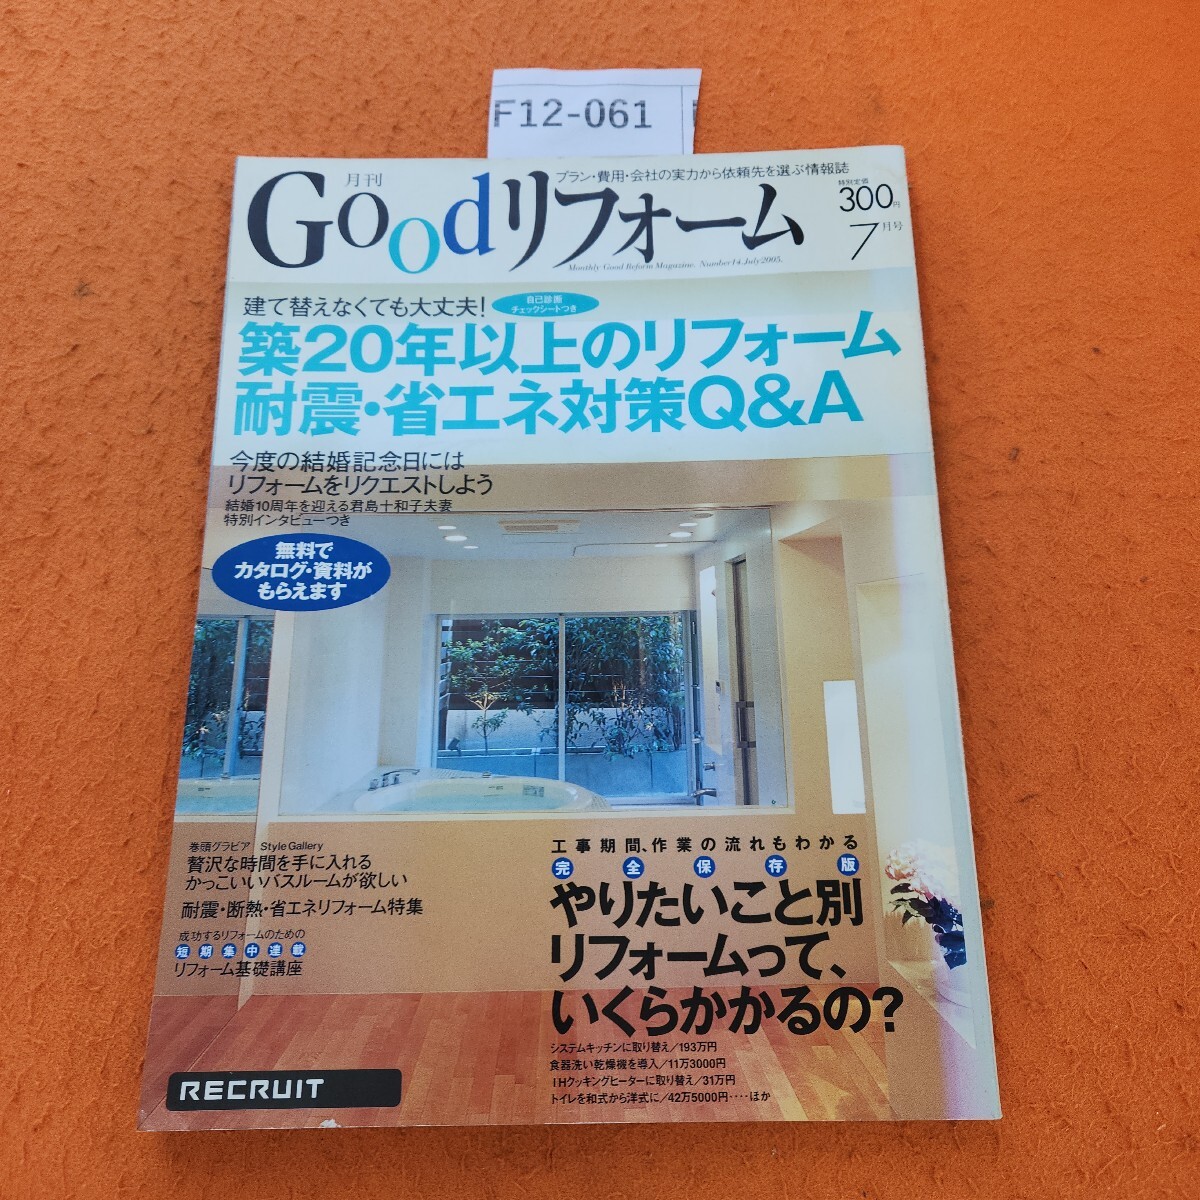 F12-061
プラン・費用・会社の実力から依頼先を選ぶ情報誌
月刊
Goodリフォーム
特別定価
300円
7月号
Monthly Good Reform Magazine. Number14.July2005.
建て替えなくても大丈夫!
自己診断
チェックシートつき
築20年以上のリフォーム
耐震・省エネ対策Q&A
今度の結婚記念日には
リフォームをリクエストしよう
結婚10周年を迎える君島十和子夫妻
特別インタビューつき
無料で
カタログ・資料が
もらえます
巻頭グラビア Style Gallery
贅沢な時間を手に入れる
かっこいいバスルームが欲しい
耐震・断熱・省エネリフォーム特集
成功するリフォームのための
短期集中連載
リフォーム基礎講座
工事期間、作業の流れもわかる
完全保存版
やりたいこと別
リフォームって、
いくらかかるの?
システムキッチンに取り替え/193万円
食器洗い乾燥機を導入/11万3000円
IHクッキングヒーターに取り替え/31万円
トイレを和式から洋式に/42万5000円‥‥ほか
RECRUIT